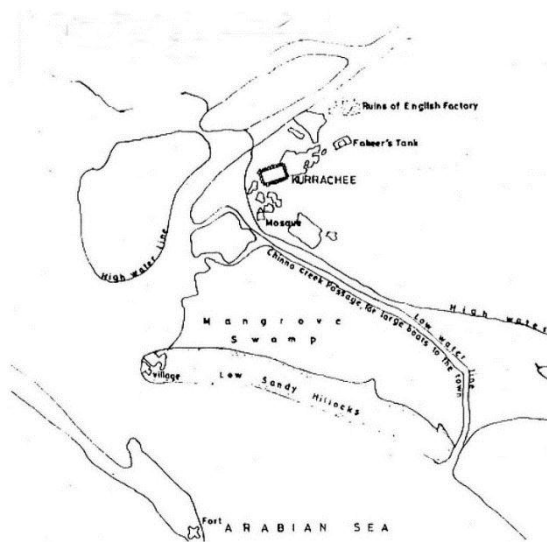 Ruins of English Factory
Fakeer's Tank
KURRACHEE
Mosque
High water line
Chinna Creek Passage, for large boats to the town
Low water line
High water
Mangrove
Swamp
Village
Low Sandy Hillocks
Fort
ARABIAN SEA